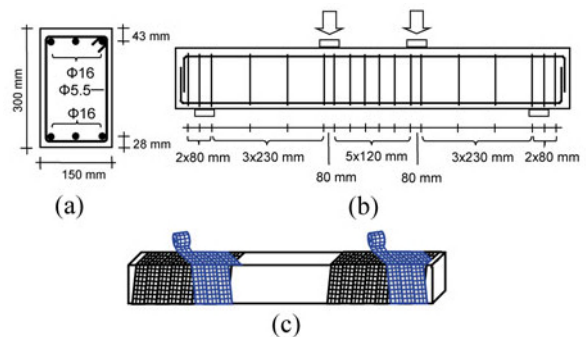 43 mm
300 mm
Φ16
Φ5.5
Φ16
28 mm
150 mm
(a)
2x80 mm
3x230 mm
5x120 mm
3x230 mm
2x80 mm
80 mm
80 mm
(b)
(c)